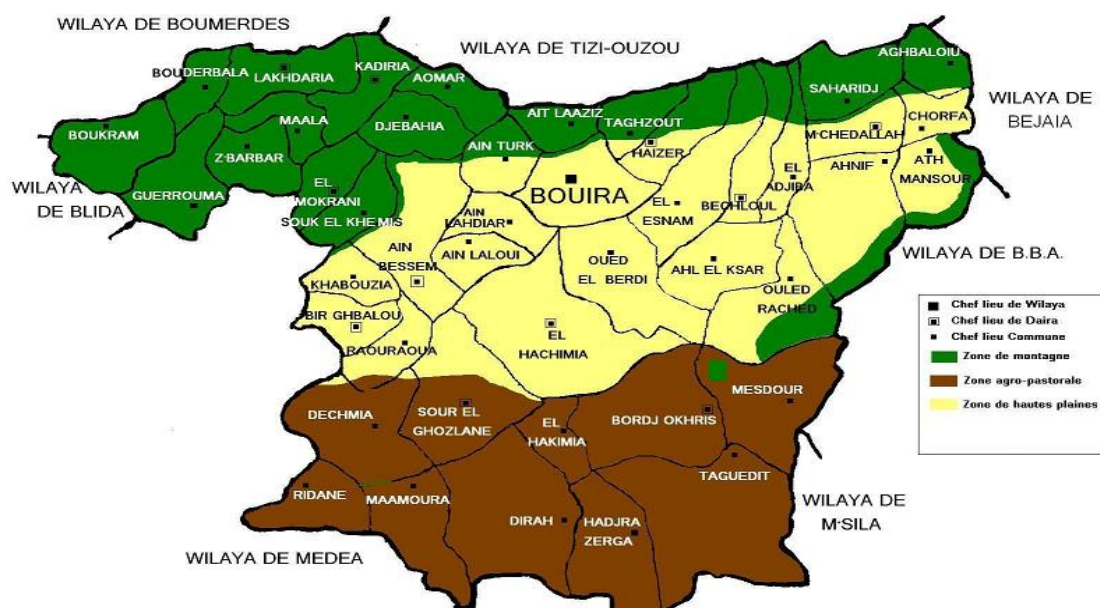 WILAYA DE BOUMERDES
WILAYA DE TIZI-OUZOU
AGHBALOIU
BOUDERBALA
LAKHDARIA
KADIRIA
AOMAR
SAHARIDJ
WILAYA DE
BEJAIA
BOUKRAM
MAALA
DJEBAHIA
AIT LAAZIZ
TAGHZOUT
M'CHEDALLAH
CHORFA
Z'BARBAR
AIN TURK
HAIZER
AHNIF
ATH
MANSOUR
WILAYA
DE BLIDA
GUERROUMA
EL
MOKRANI
SOUK EL KHEMIS
BOUIRA
EL
ADJIBA
BECHLOUL
EL
ESNAM
AIN
LAHDIAR
AIN LALOUI
AIN
BESSEM
OUED
EL BERDI
AHL EL KSAR
WILAYA DE B.B.A.
KHABOUZIA
OULED
RACHED
BIR GHBALOU
RAOURAOUA
EL
HACHIMIA
Chef lieu de Wilaya
Chef lieu de Daira
Chef lieu Commune
Zone de montagne
Zone agro-pastorale
Zone de hautes plaines
DECHMIA
SOUR EL
GHOZLANE
EL
HAKIMIA
BORDJ OKHRIS
MESDOUR
TAGUEDIT
RIDANE
MAAMOURA
DIRAH
HADJRA
ZERGA
WILAYA DE
M'SILA
WILAYA DE MEDEA